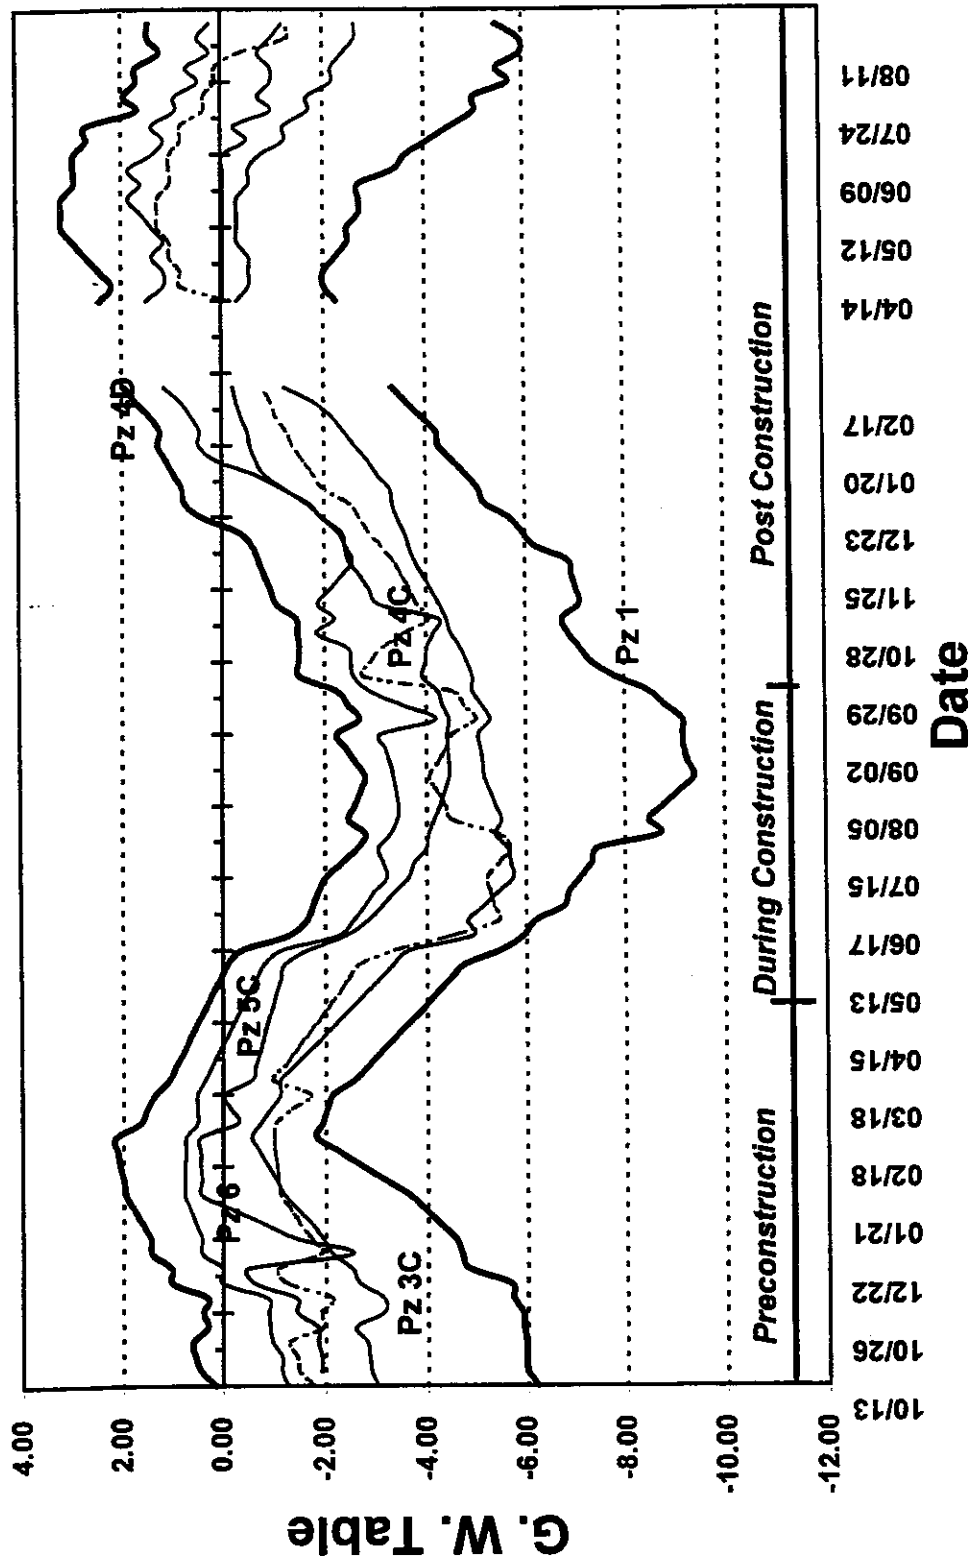 G. W. Table
4.00
2.00
0.00
-2.00
-4.00
-6.00
-8.00
-10.00
-12.00
Pz 4D
Pz 5C
Pz 6
Pz 4C
Pz 3C
Pz 1
Preconstruction
During Construction
Post Construction
10/13
10/26
12/22
01/21
02/18
03/18
04/15
05/13
06/17
07/15
08/05
09/02
09/29
10/28
11/25
12/23
01/20
02/17
04/14
05/12
06/09
07/24
08/11
Date